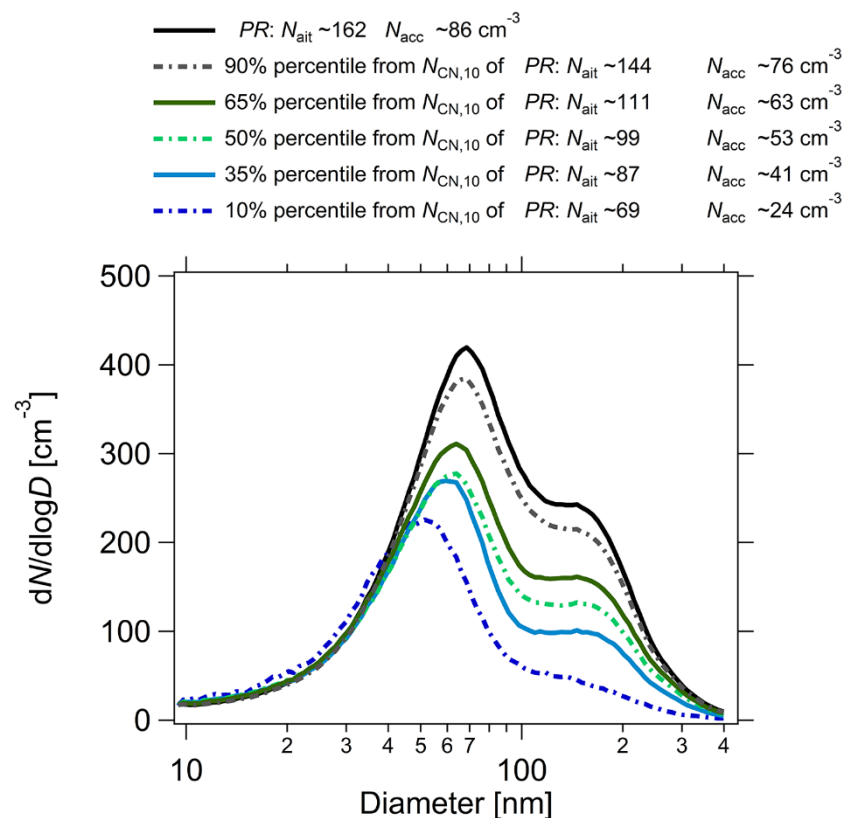 PR: Nait ~162 Nacc ~86 cm-3
90% percentile from NCN,10 of PR: Nait ~144 Nacc ~76 cm-3
65% percentile from NCN,10 of PR: Nait ~111 Nacc ~63 cm-3
50% percentile from NCN,10 of PR: Nait ~99 Nacc ~53 cm-3
35% percentile from NCN,10 of PR: Nait ~87 Nacc ~41 cm-3
10% percentile from NCN,10 of PR: Nait ~69 Nacc ~24 cm-3
500
400
300
200
100
0
dN/dlogD [cm-3]
2 3 4 5 6 7 2 3 4
10 100
Diameter [nm]